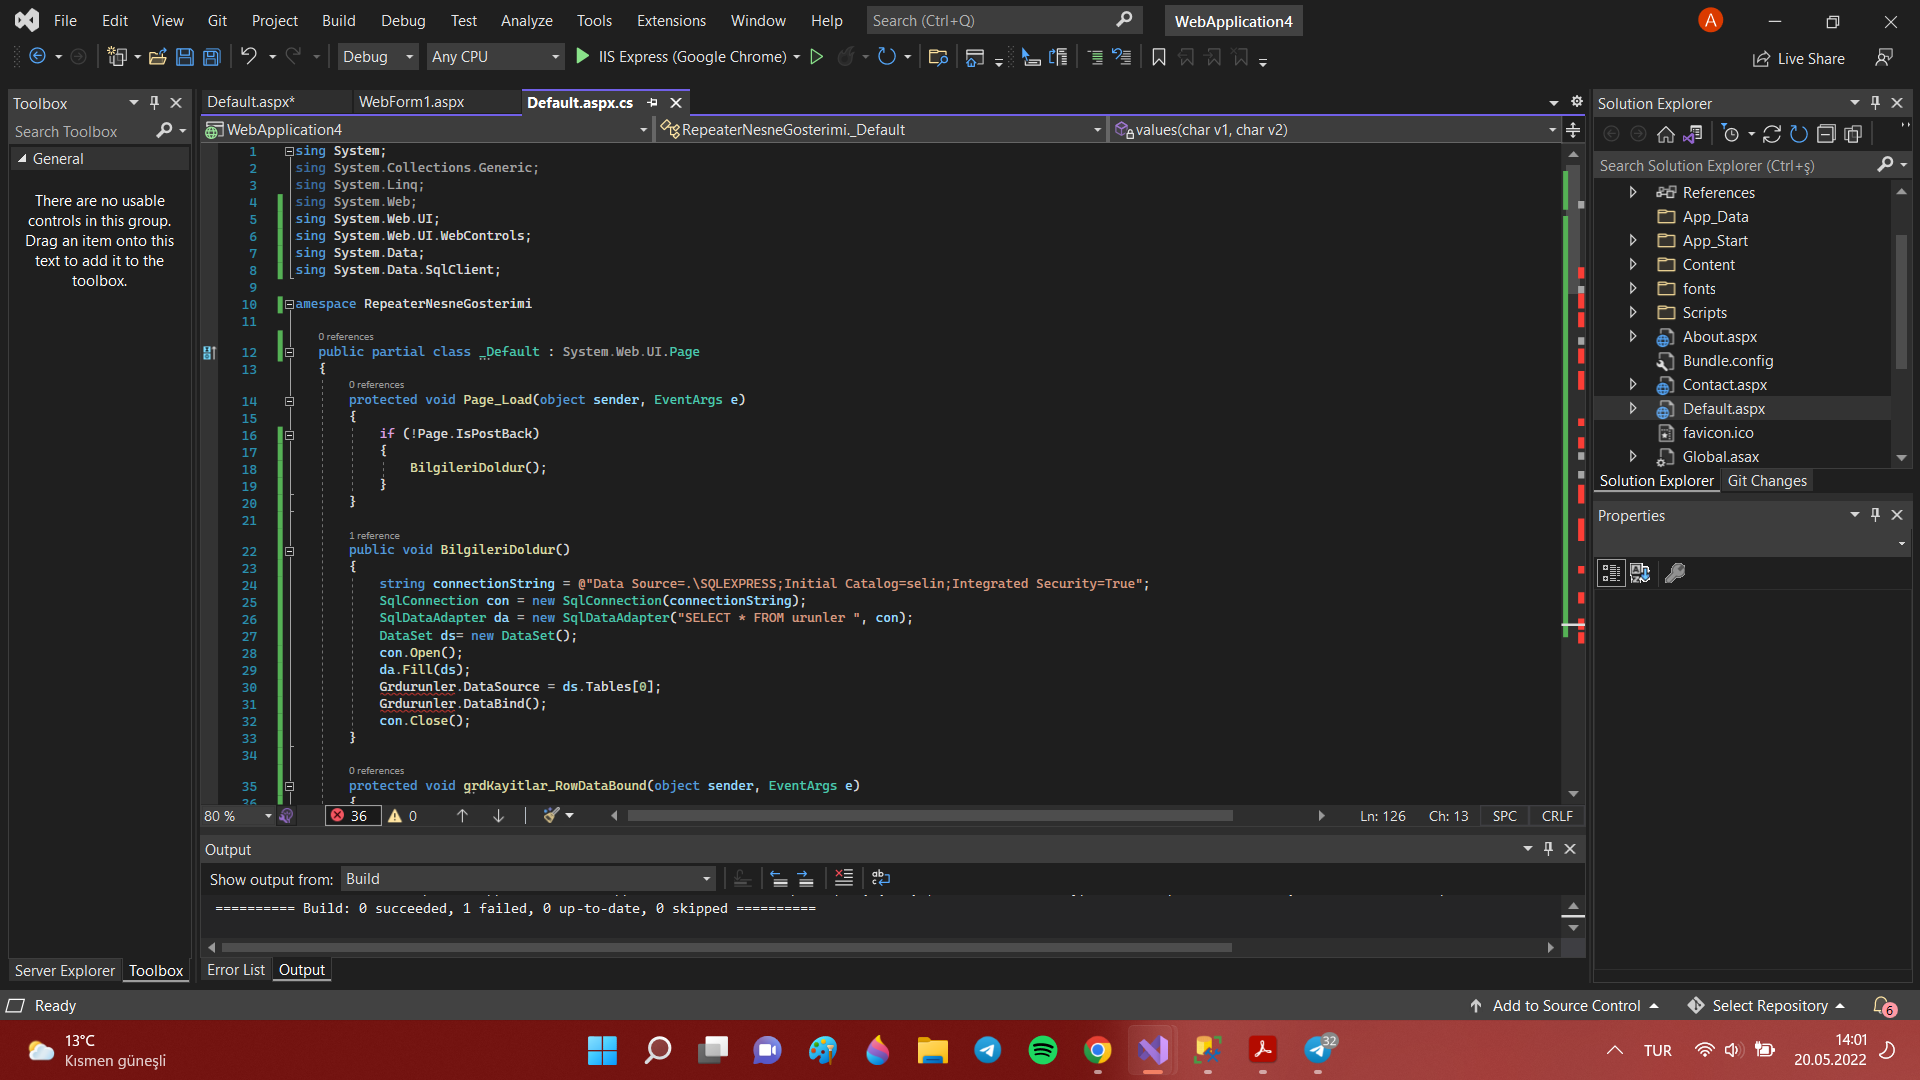 File Edit View Git Project Build Debug Test Analyze Tools Extensions Window Help Search (Ctrl+Q) WebApplication4 A
Debug Any CPU IIS Express (Google Chrome) Live Share
Toolbox
Search Toolbox
General
There are no usable
controls in this group.
Drag an item onto this
text to add it to the
toolbox.
Server Explorer Toolbox
Default.aspx* WebForm1.aspx Default.aspx.cs
WebApplication4 RepeaterNesneGosterimi._Default values(char v1, char v2)
1 sing System;
2 sing System.Collections.Generic;
3 sing System.Linq;
4 sing System.Web;
5 sing System.Web.UI;
6 sing System.Web.UI.WebControls;
7 sing System.Data;
8 sing System.Data.SqlClient;
9
10 amespace RepeaterNesneGosterimi
11
0 references
12 public partial class _Default : System.Web.UI.Page
13 {
0 references
14 protected void Page_Load(object sender, EventArgs e)
15 {
16 if (!Page.IsPostBack)
17 {
18 BilgileriDoldur();
19 }
20 }
21
1 reference
22 public void BilgileriDoldur()
23 {
24 string connectionString = @"Data Source=.\SQLEXPRESS;Initial Catalog=selin;Integrated Security=True";
25 SqlConnection con = new SqlConnection(connectionString);
26 SqlDataAdapter da = new SqlDataAdapter("SELECT * FROM urunler ", con);
27 DataSet ds= new DataSet();
28 con.Open();
29 da.Fill(ds);
30 Grdurunler.DataSource = ds.Tables[0];
31 Grdurunler.DataBind();
32 con.Close();
33 }
34
0 references
35 protected void grdKayitlar_RowDataBound(object sender, EventArgs e)
36 {
80 % 36 0 Ln: 126 Ch: 13 SPC CRLF
Output
Show output from: Build
========== Build: 0 succeeded, 1 failed, 0 up-to-date, 0 skipped ==========
Error List Output
Solution Explorer
Search Solution Explorer (Ctrl+ş)
References
App_Data
App_Start
Content
fonts
Scripts
About.aspx
Bundle.config
Contact.aspx
Default.aspx
favicon.ico
Global.asax
Solution Explorer Git Changes
Properties
Ready Add to Source Control Select Repository 6
13°C
Kısmen güneşli
32
TUR
14:01
20.05.2022